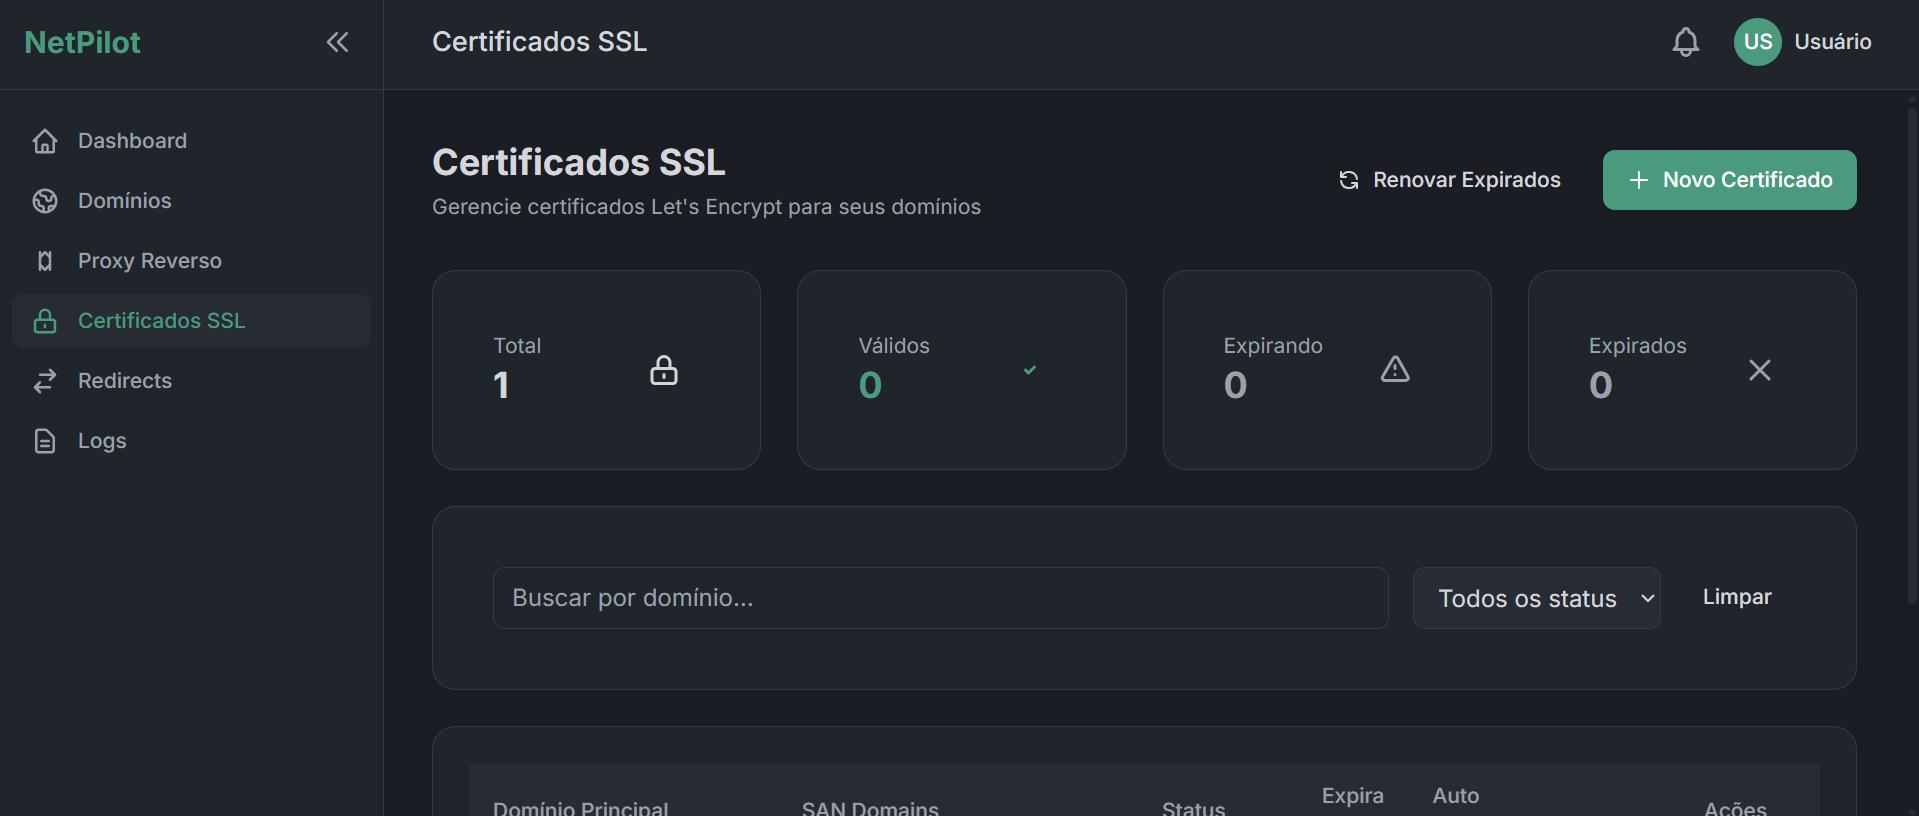 NetPilot
Certificados SSL
US
Usuário
Dashboard
Domínios
Proxy Reverso
Certificados SSL
Redirects
Logs
Certificados SSL
Gerencie certificados Let's Encrypt para seus domínios
Renovar Expirados
Novo Certificado
Total
1
Válidos
0
Expirando
0
Expirados
0
Buscar por domínio...
Todos os status
Limpar
Domínio Principal
SAN Domains
Status
Expira
Auto
Ações